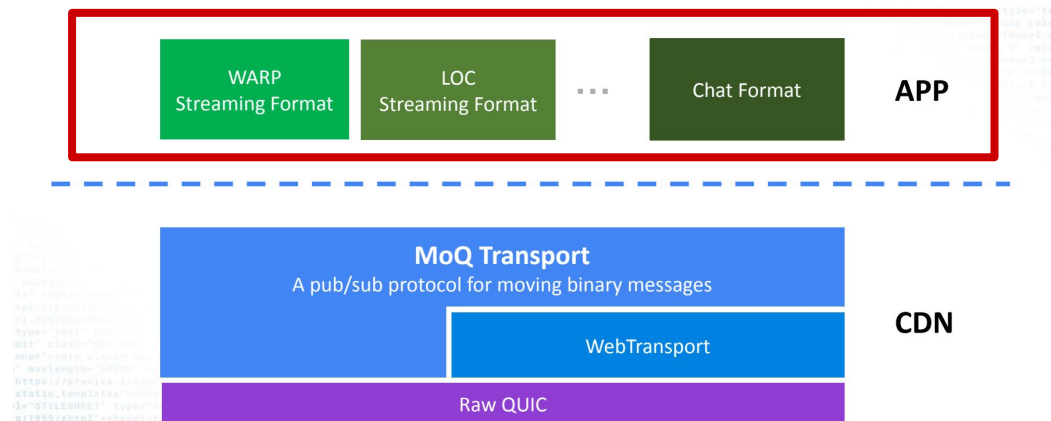 WARP
Streaming Format
LOC
Streaming Format
...
Chat Format
APP
MoQ Transport
A pub/sub protocol for moving binary messages
WebTransport
CDN
Raw QUIC